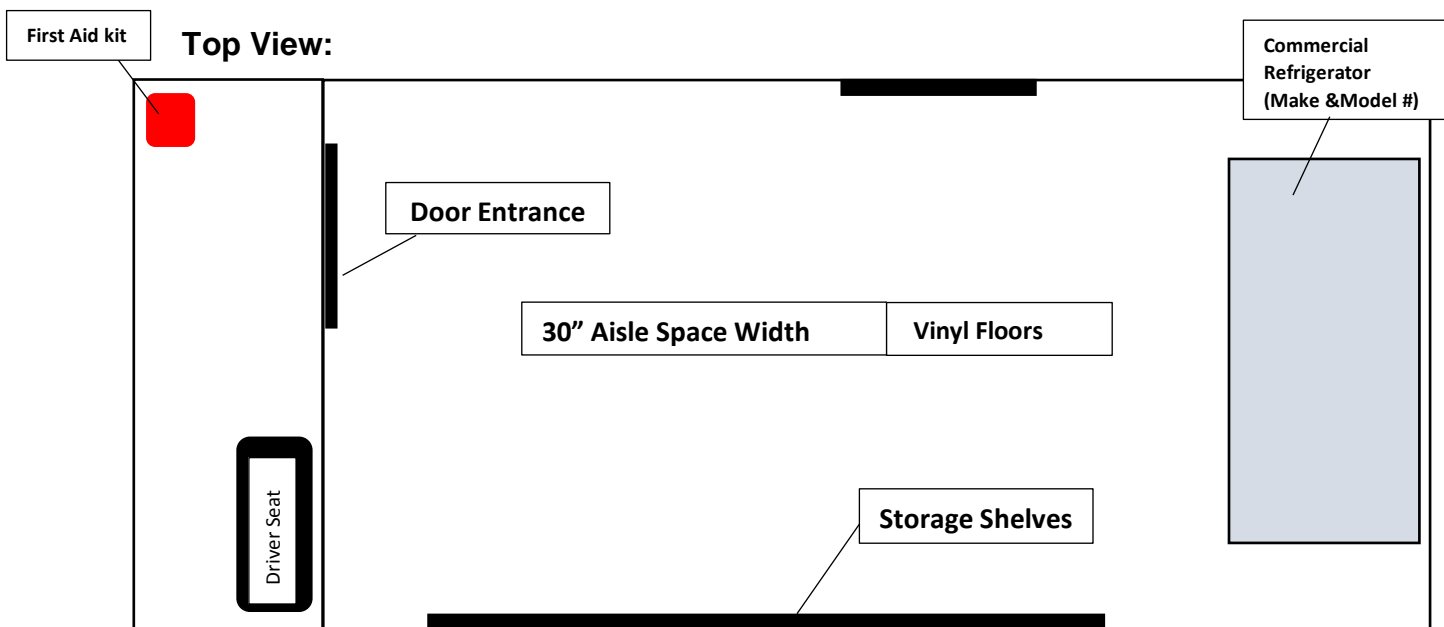 First Aid kit
Top View:
Commercial
Refrigerator
(Make &Model #)
Door Entrance
30” Aisle Space Width
Vinyl Floors
Storage Shelves
Driver Seat